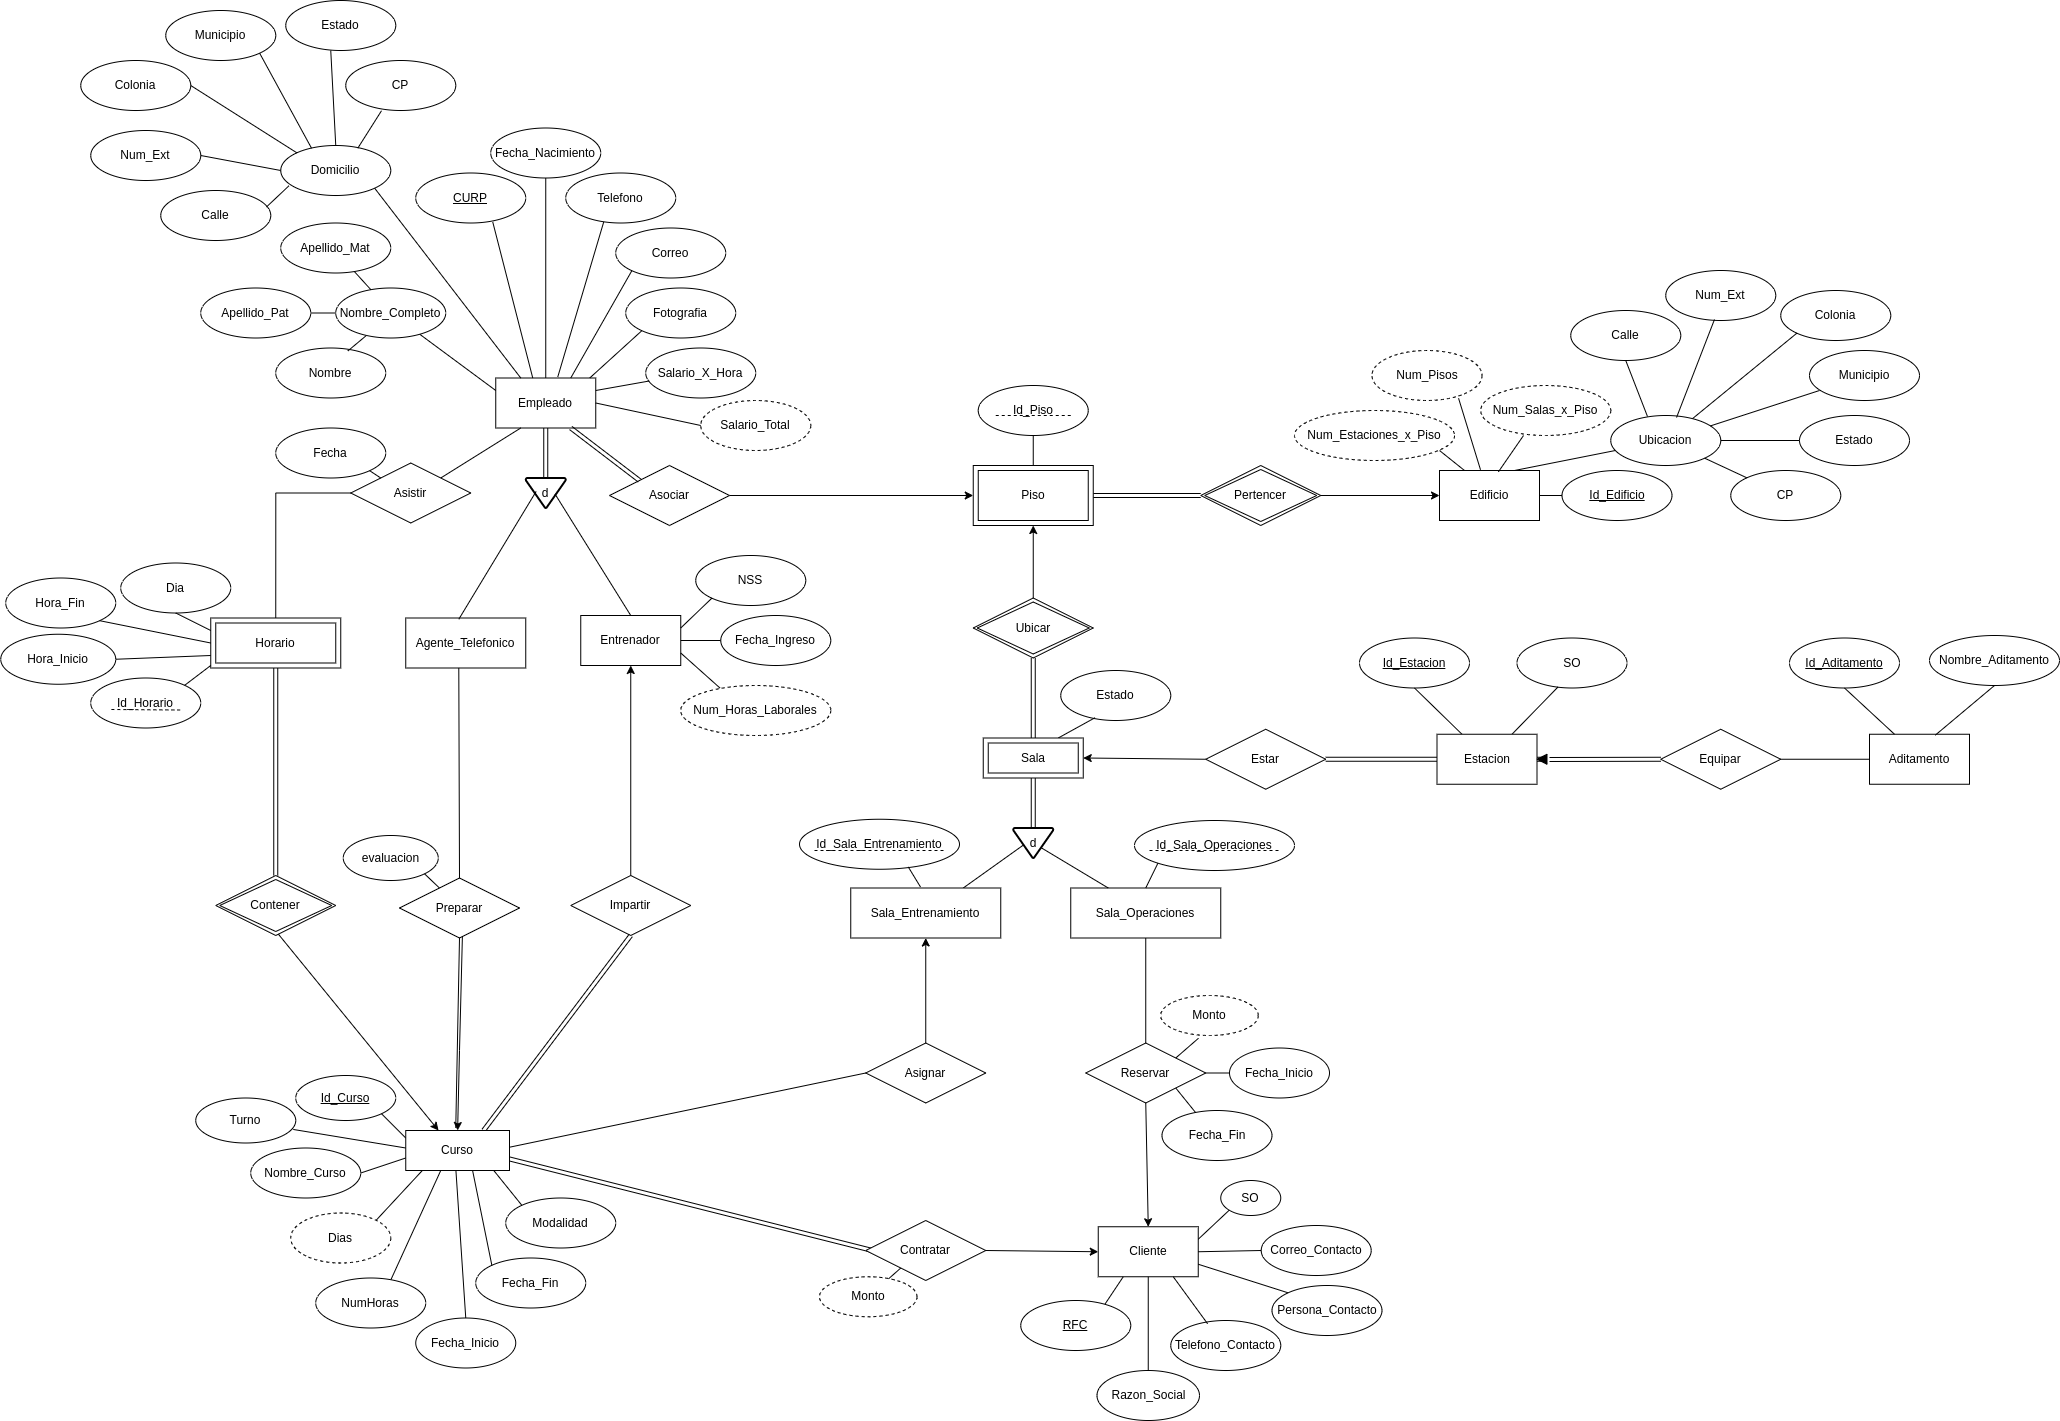 Estado
Municipio
Colonia
CP
Num_Ext
Domicilio
Calle
Fecha_Nacimiento
CURP
Telefono
Apellido_Mat
Correo
Apellido_Pat
Nombre_Completo
Fotografia
Nombre
Salario_X_Hora
Empleado
Salario_Total
Fecha
Asistir
d
Asociar
Id_Piso
Piso
Pertencer
Edificio
Id_Edificio
Num_Pisos
Num_Salas_x_Piso
Num_Estaciones_x_Piso
Calle
Num_Ext
Colonia
Municipio
Ubicacion
Estado
CP
Hora_Fin
Dia
Hora_Inicio
Horario
Id_Horario
Agente_Telefonico
Entrenador
NSS
Fecha_Ingreso
Num_Horas_Laborales
Ubicar
Estado
Sala
Estar
Id_Estacion
SO
Estacion
Equipar
Id_Aditamento
Nombre_Aditamento
Aditamento
d
Id_Sala_Entrenamiento
Id_Sala_Operaciones
Sala_Entrenamiento
Sala_Operaciones
evaluacion
Contener
Preparar
Impartir
Asignar
Monto
Reservar
Fecha_Inicio
Fecha_Fin
Id_Curso
Turno
Curso
Nombre_Curso
Dias
Modalidad
NumHoras
Fecha_Fin
Fecha_Inicio
Contratar
Monto
Cliente
SO
Correo_Contacto
Persona_Contacto
RFC
Telefono_Contacto
Razon_Social